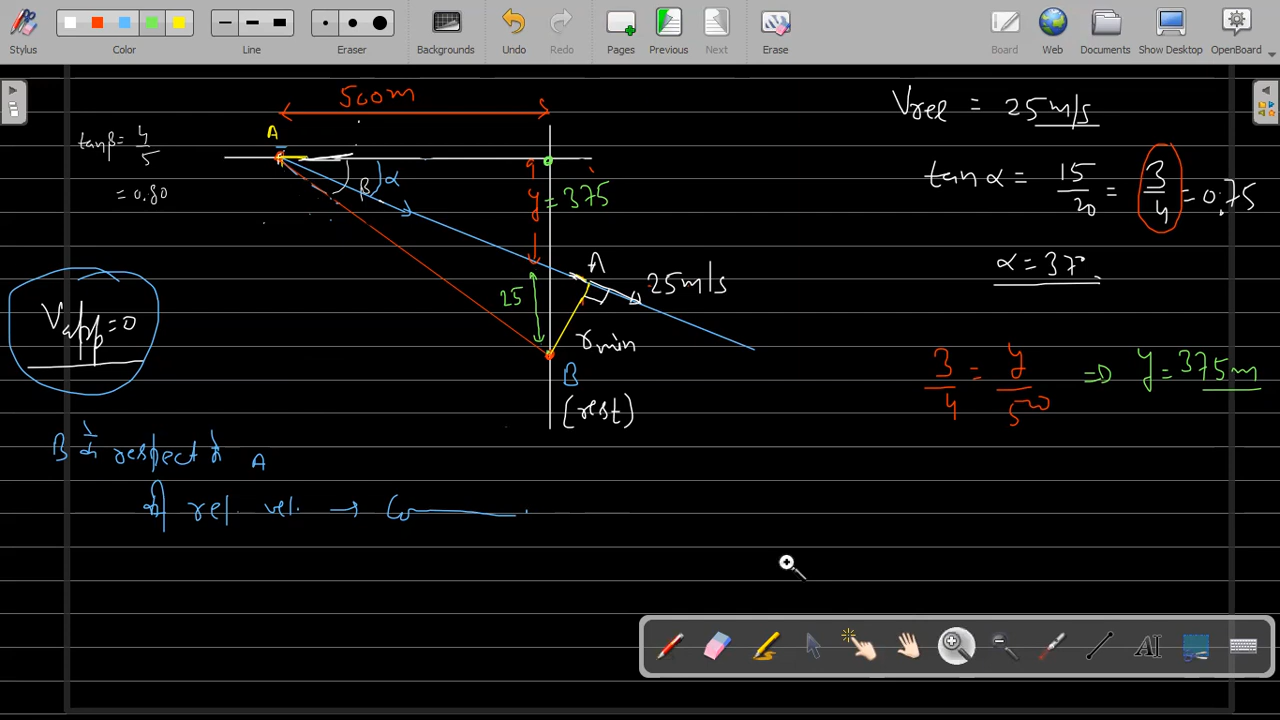 Stylus
Color
Line
Eraser
Backgrounds
Undo
Redo
Pages
Previous
Next
Erase
Board
Web
Documents
Show Desktop
OpenBoard
500m
A
tanβ = 4/5
= 0.80
β
α
y = 375
25
A
25m/s
rmin
B
(rest)
Vapp = 0
Vrel = 25m/s
tan α = 15/20 = 3/4 = 0.75
α = 37°
3/4 = y/500 ⇒ y = 375m
B respect A
rel. vel. → Co
AI